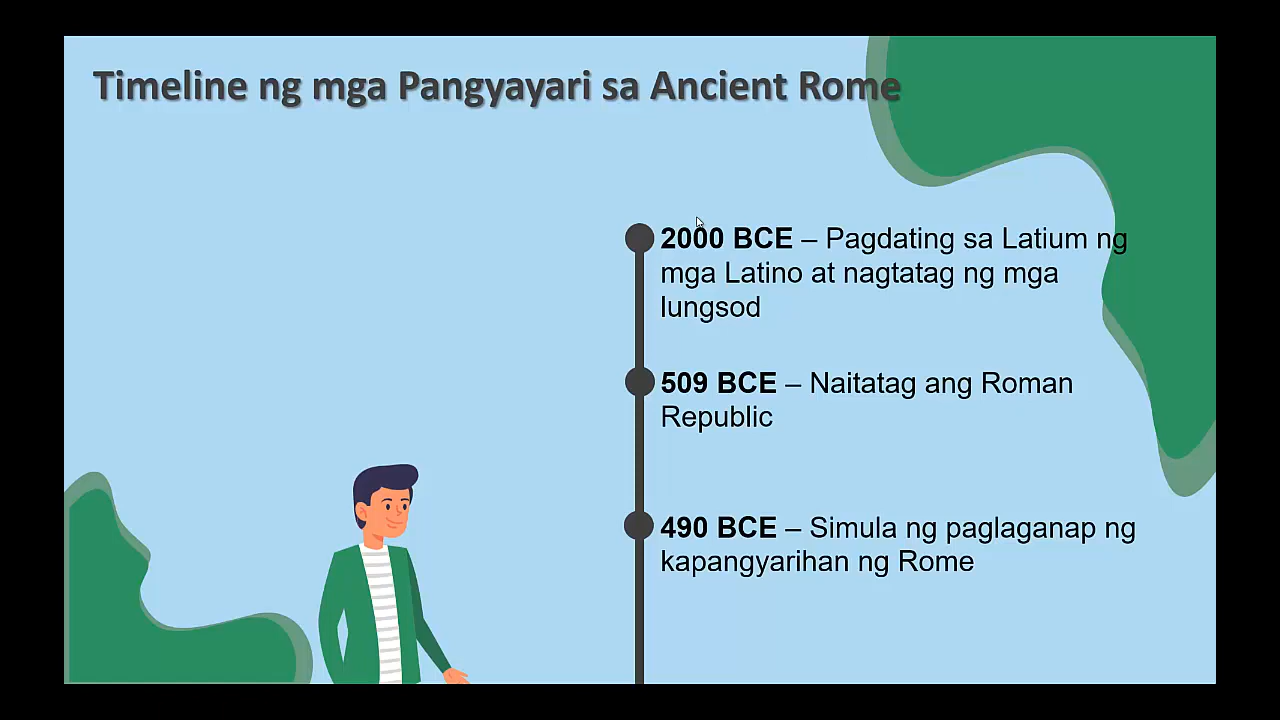 Timeline ng mga Pangyayari sa Ancient Rome
2000 BCE – Pagdating sa Latium ng
mga Latino at nagtatag ng mga
lungsod
509 BCE – Naitatag ang Roman
Republic
490 BCE – Simula ng paglaganap ng
kapangyarihan ng Rome